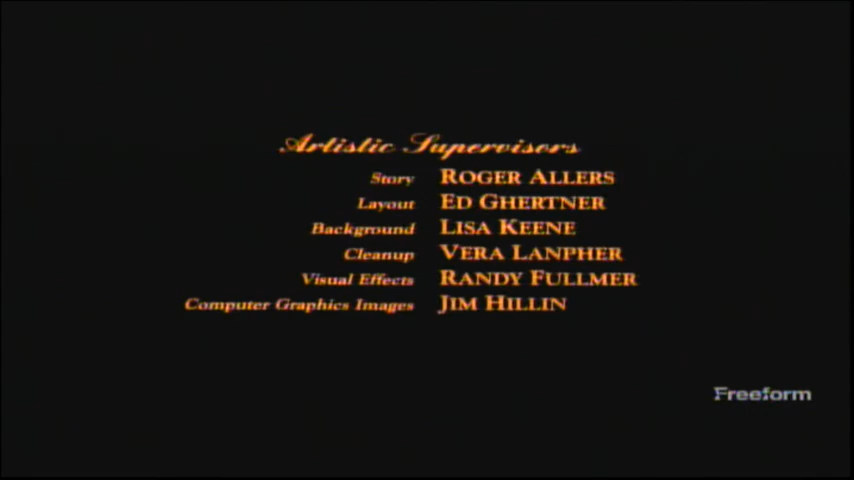 Artistic Supervisors
Story ROGER ALLERS
Layout ED GHERTNER
Background LISA KEENE
Cleanup VERA LANPHER
Visual Effects RANDY FULLMER
Computer Graphics Images JIM HILLIN
Freeform